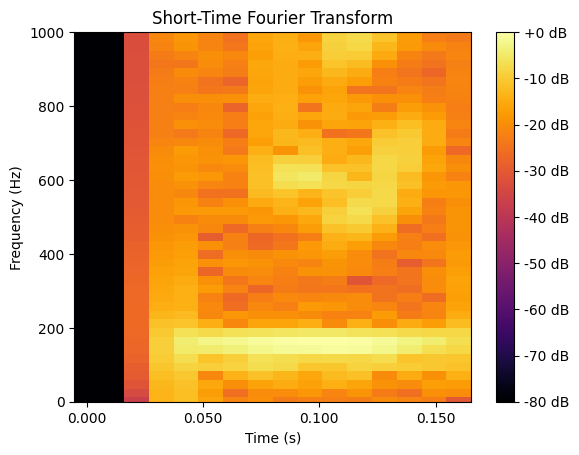 Short-Time Fourier Transform
1000
800
600
400
200
0
Frequency (Hz)
0.000
0.050
0.100
0.150
Time (s)
+0 dB
-10 dB
-20 dB
-30 dB
-40 dB
-50 dB
-60 dB
-70 dB
-80 dB